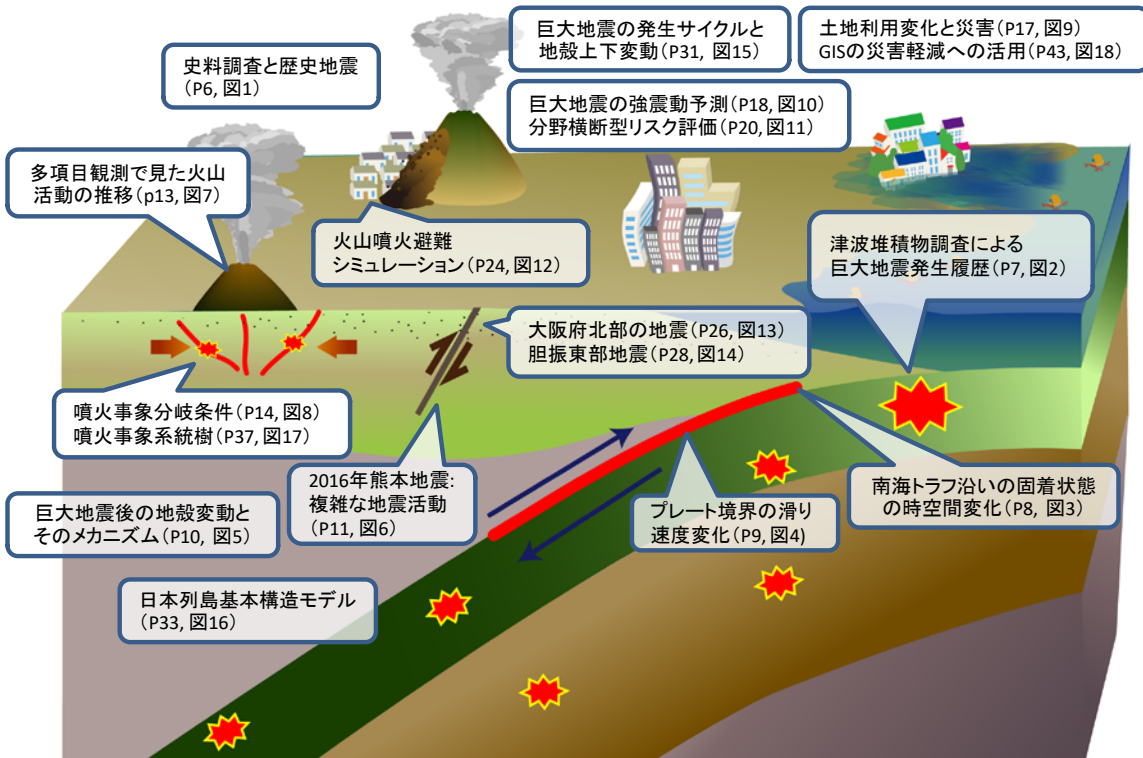 巨大地震の発生サイクルと
地殻上下変動(P31, 図15)
土地利用変化と災害(P17, 図9)
GISの災害軽減への活用(P43, 図18)
史料調査と歴史地震
(P6, 図1)
巨大地震の強震動予測(P18, 図10)
分野横断型リスク評価(P20, 図11)
多項目観測で見た火山
活動の推移(p13, 図7)
火山噴火避難
シミュレーション(P24, 図12)
津波堆積物調査による
巨大地震発生履歴(P7, 図2)
大阪府北部の地震(P26, 図13)
胆振東部地震(P28, 図14)
噴火事象分岐条件(P14, 図8)
噴火事象系統樹(P37, 図17)
2016年熊本地震:
複雑な地震活動
(P11, 図6)
南海トラフ沿いの固着状態
の時空間変化(P8, 図3)
巨大地震後の地殻変動と
そのメカニズム(P10, 図5)
プレート境界の滑り
速度変化(P9, 図4)
日本列島基本構造モデル
(P33, 図16)